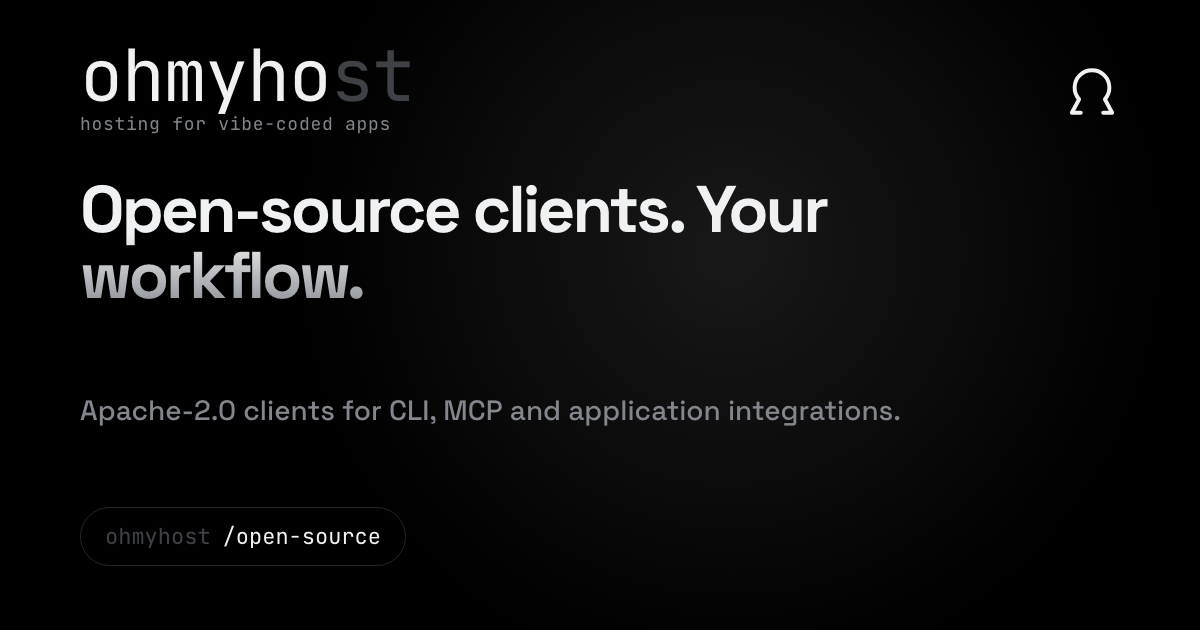 ohmyhost
hosting for vibe-coded apps
Open-source clients. Your
workflow.
Apache-2.0 clients for CLI, MCP and application integrations.
ohmyhost /open-source